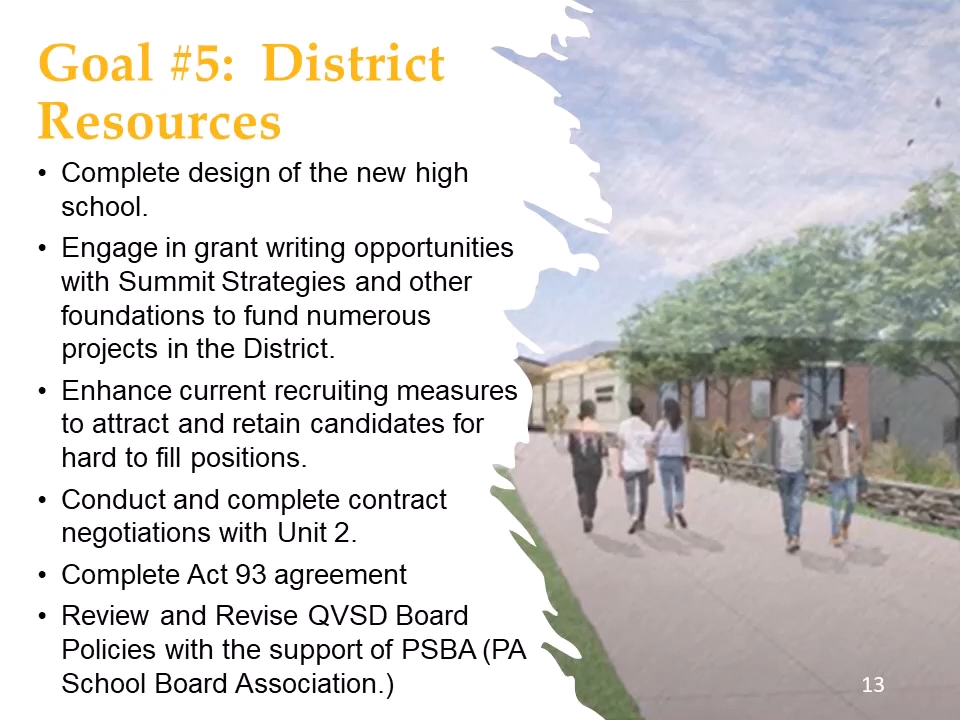 Goal #5: District
Resources
• Complete design of the new high
school.
• Engage in grant writing opportunities
with Summit Strategies and other
foundations to fund numerous
projects in the District.
• Enhance current recruiting measures
to attract and retain candidates for
hard to fill positions.
• Conduct and complete contract
negotiations with Unit 2.
• Complete Act 93 agreement
• Review and Revise QVSD Board
Policies with the support of PSBA (PA
School Board Association.)
13